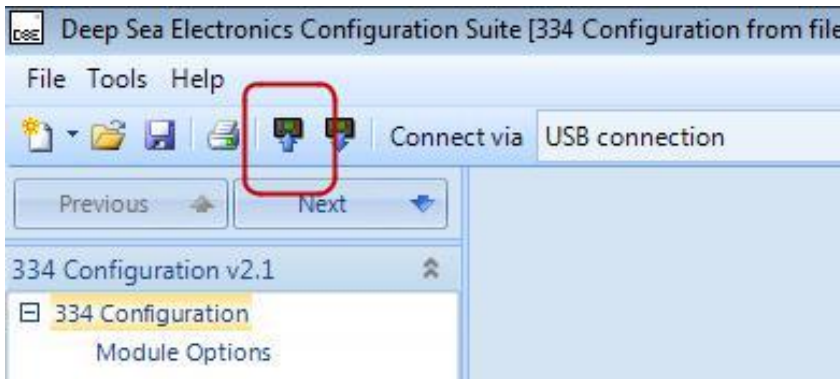 DSE Deep Sea Electronics Configuration Suite [334 Configuration from file
File Tools Help
Connect via USB connection
Previous Next
334 Configuration v2.1
334 Configuration
Module Options